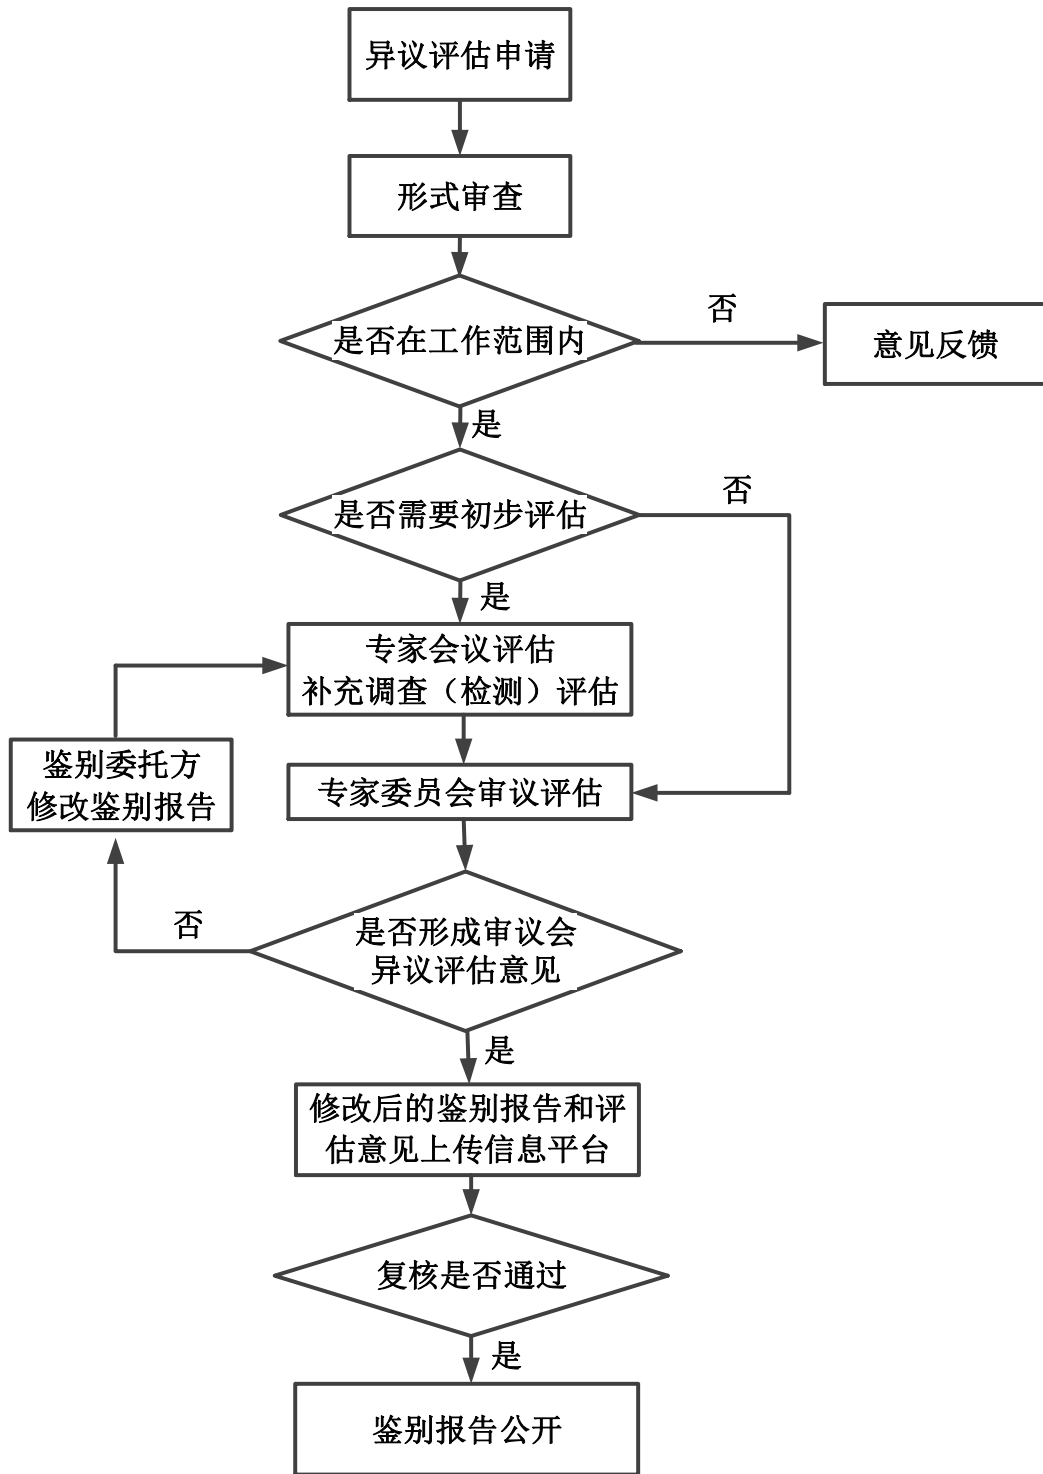 异议评估申请
形式审查
是否在工作范围内
否
意见反馈
是
是否需要初步评估
否
是
专家会议评估
补充调查（检测）评估
鉴别委托方
修改鉴别报告
专家委员会审议评估
否
是否形成审议会
异议评估意见
是
修改后的鉴别报告和评
估意见上传信息平台
复核是否通过
是
鉴别报告公开